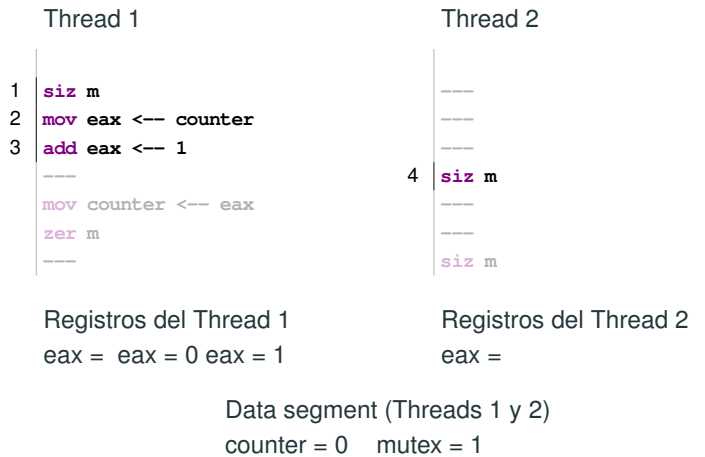 Thread 1
1 siz m
2 mov eax <-- counter
3 add eax <-- 1
---
mov counter <-- eax
zer m
---
Thread 2
---
---
---
4 siz m
---
---
siz m
Registros del Thread 1
eax = eax = 0 eax = 1
Registros del Thread 2
eax =
Data segment (Threads 1 y 2)
counter = 0 mutex = 1